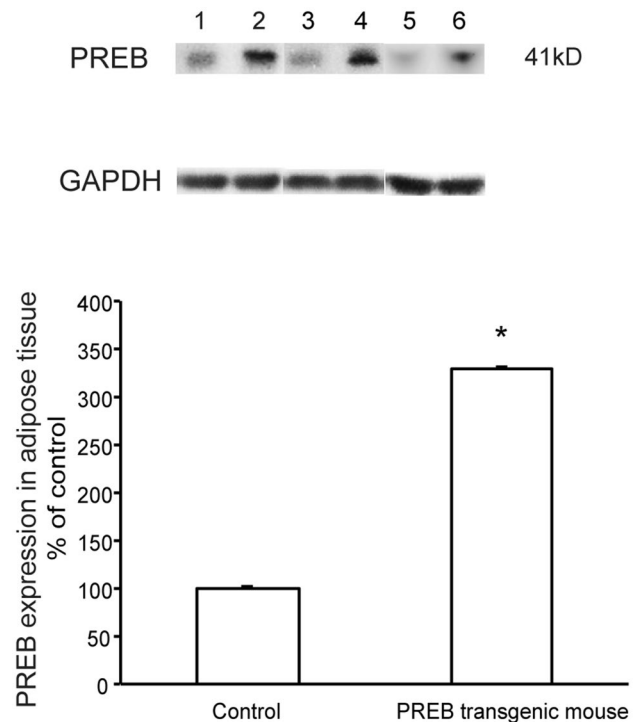 1 2 3 4 5 6
PREB 41kD
GAPDH
PREB expression in adipose tissue
% of control
400
350
300
250
200
150
100
50
0
*
Control PREB transgenic mouse